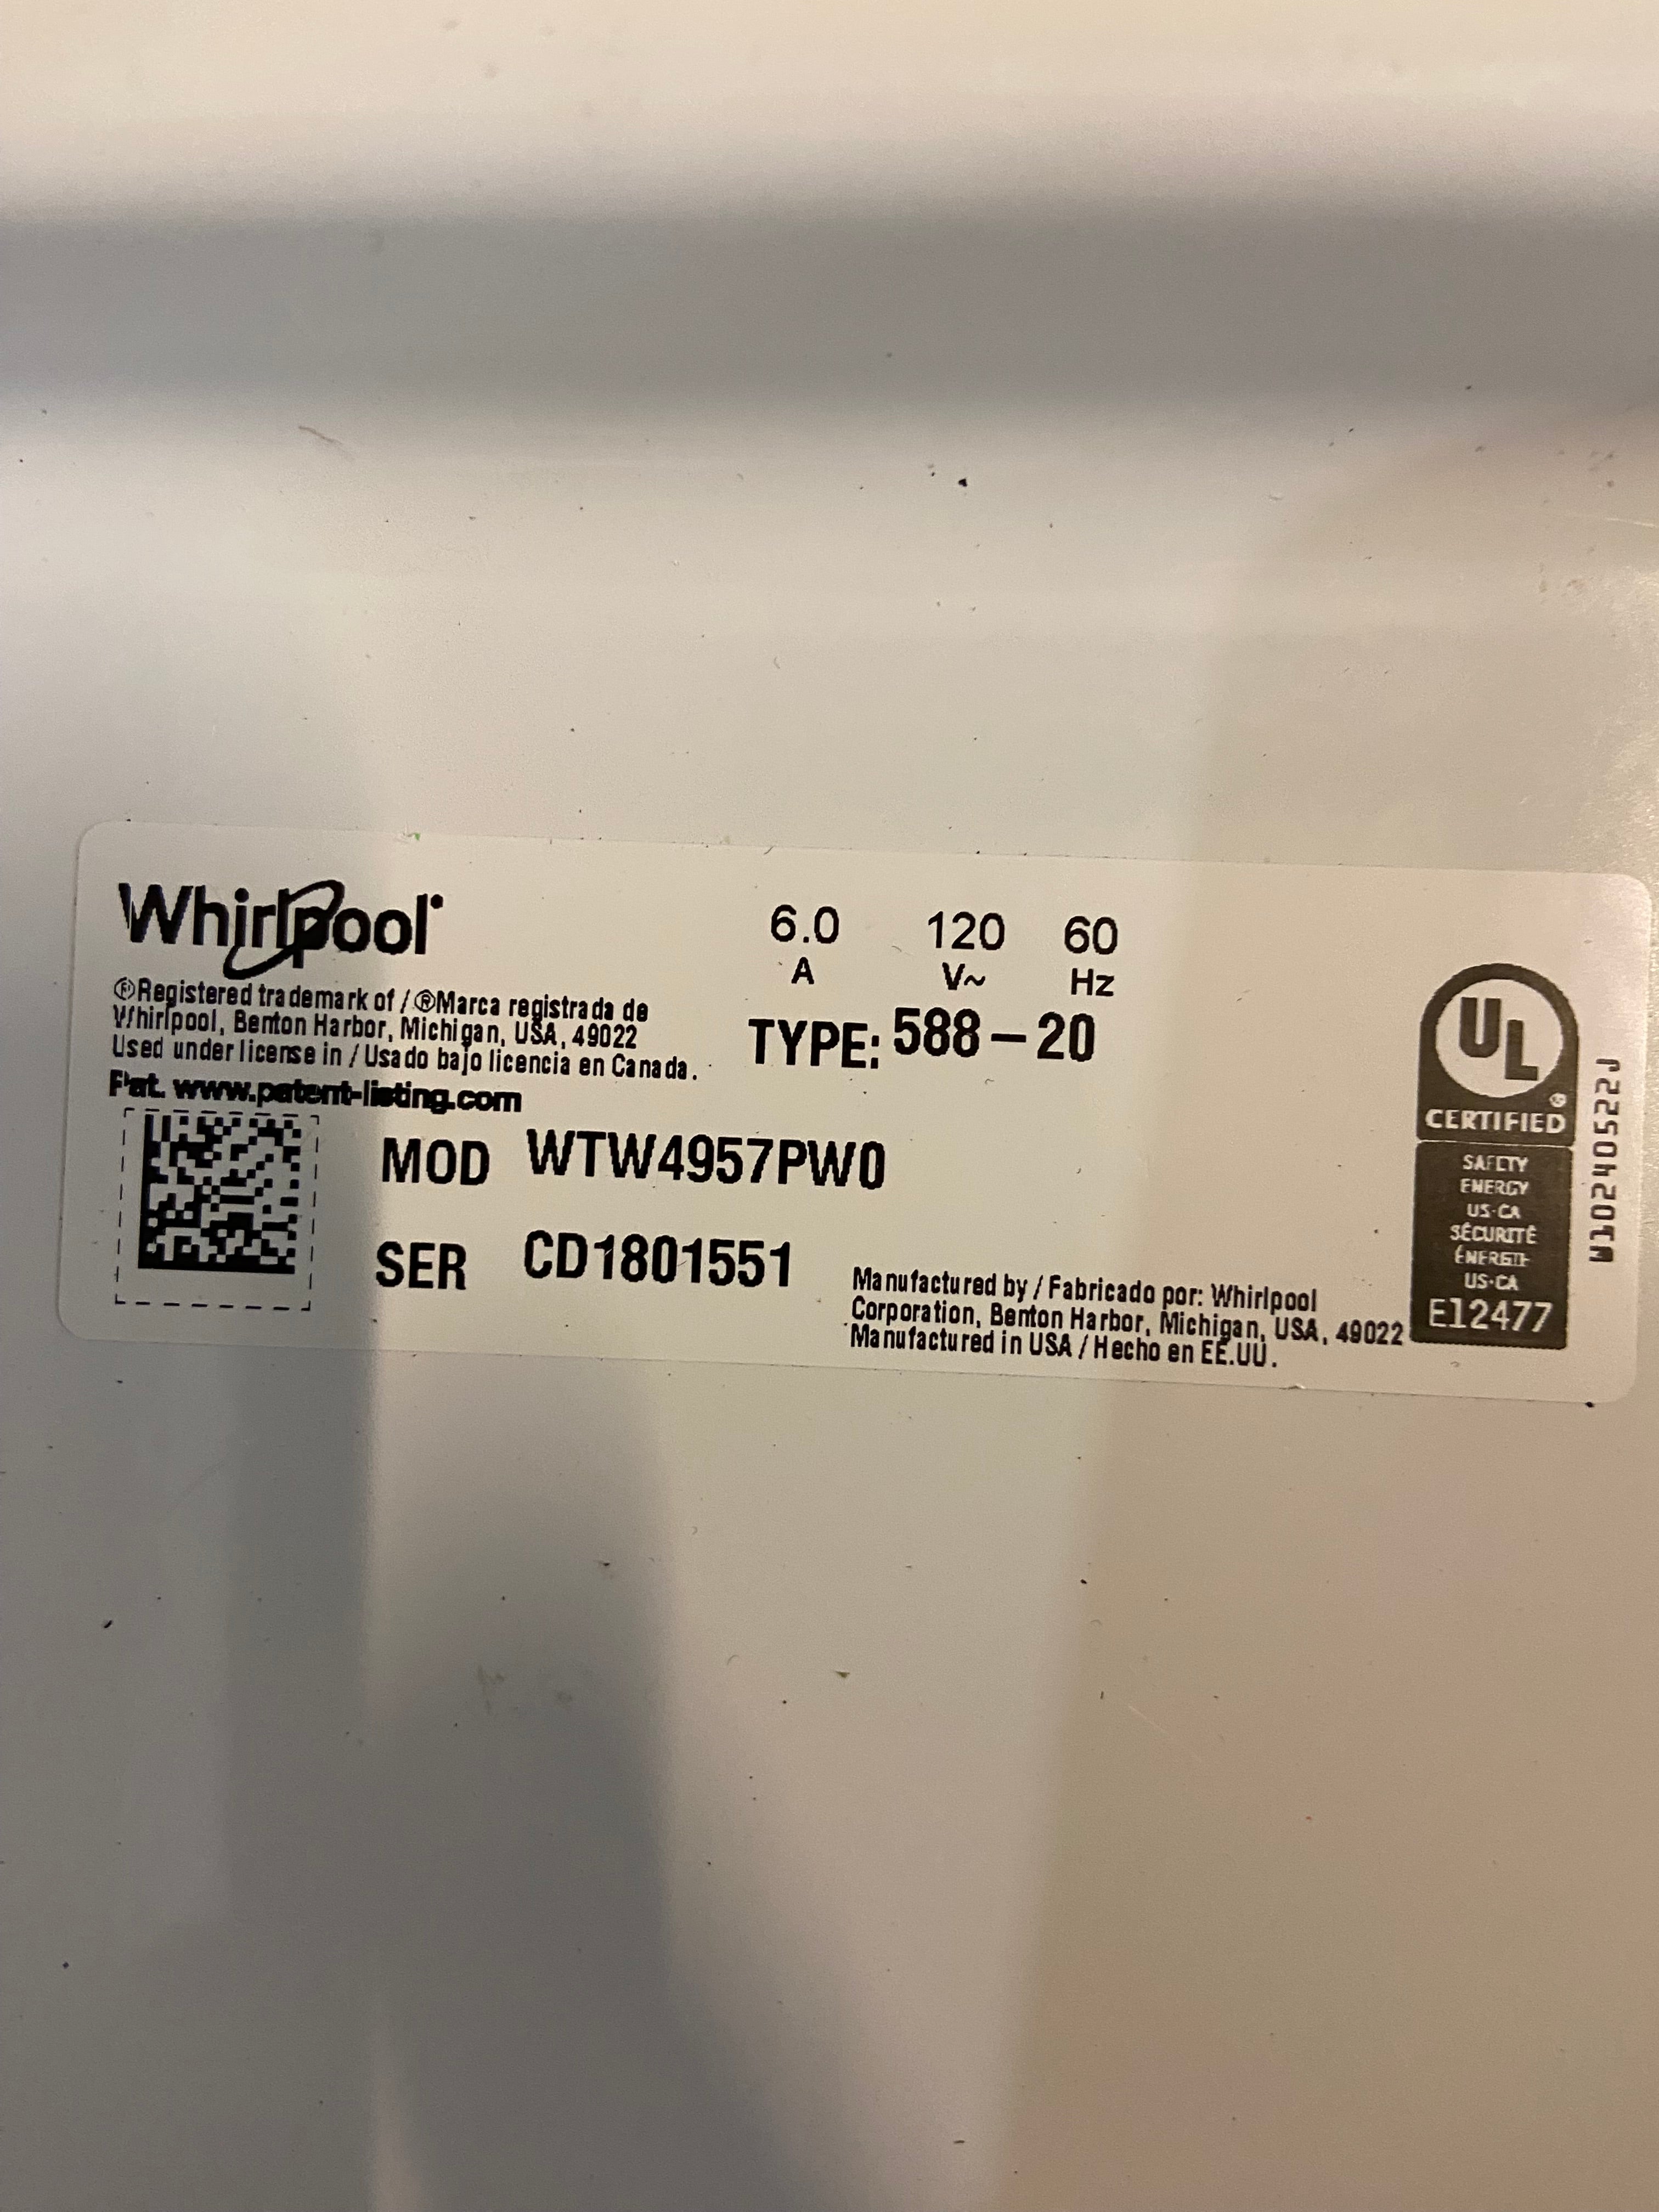 Whirlpool
®Registered trademark of / ®Marca registrada de
Whirlpool, Benton Harbor, Michigan, USA, 49022
Used under license in / Usado bajo licencia en Canada.
Pat. www.patent-listing.com
6.0 120 60
A V~ Hz
TYPE: 588-20
MOD WTW4957PW0
SER CD1801551
Manufactured by / Fabricado por: Whirlpool
Corporation, Benton Harbor, Michigan, USA, 49022
Manufactured in USA / Hecho en EE.UU.
UL
®
CERTIFIED
SAFETY
ENERGY
US·CA
SÉCURITÉ
ÉNERGIE
US·CA
E12477
W10240522J